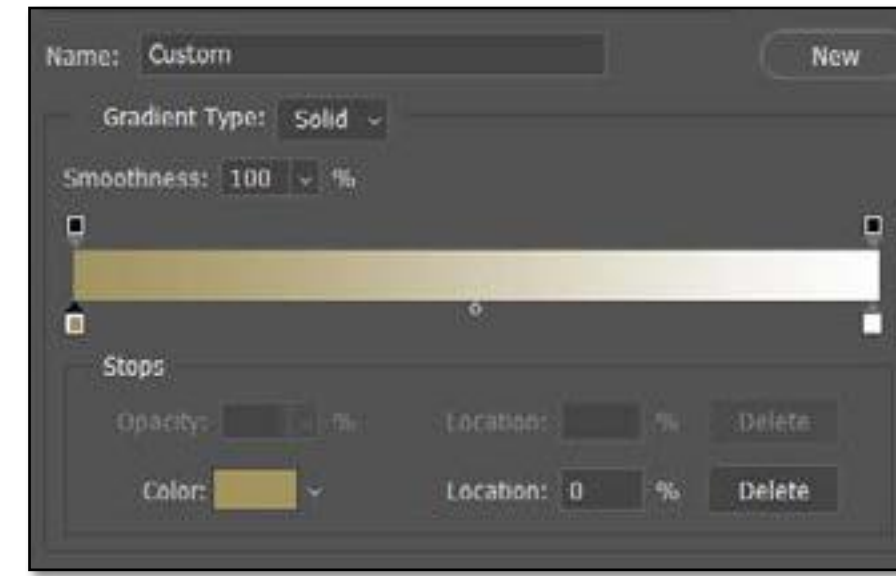 Name: Custom New
Gradient Type: Solid
Smoothness: 100 %
Stops
Opacity: % Location: % Delete
Color: Location: 0 % Delete